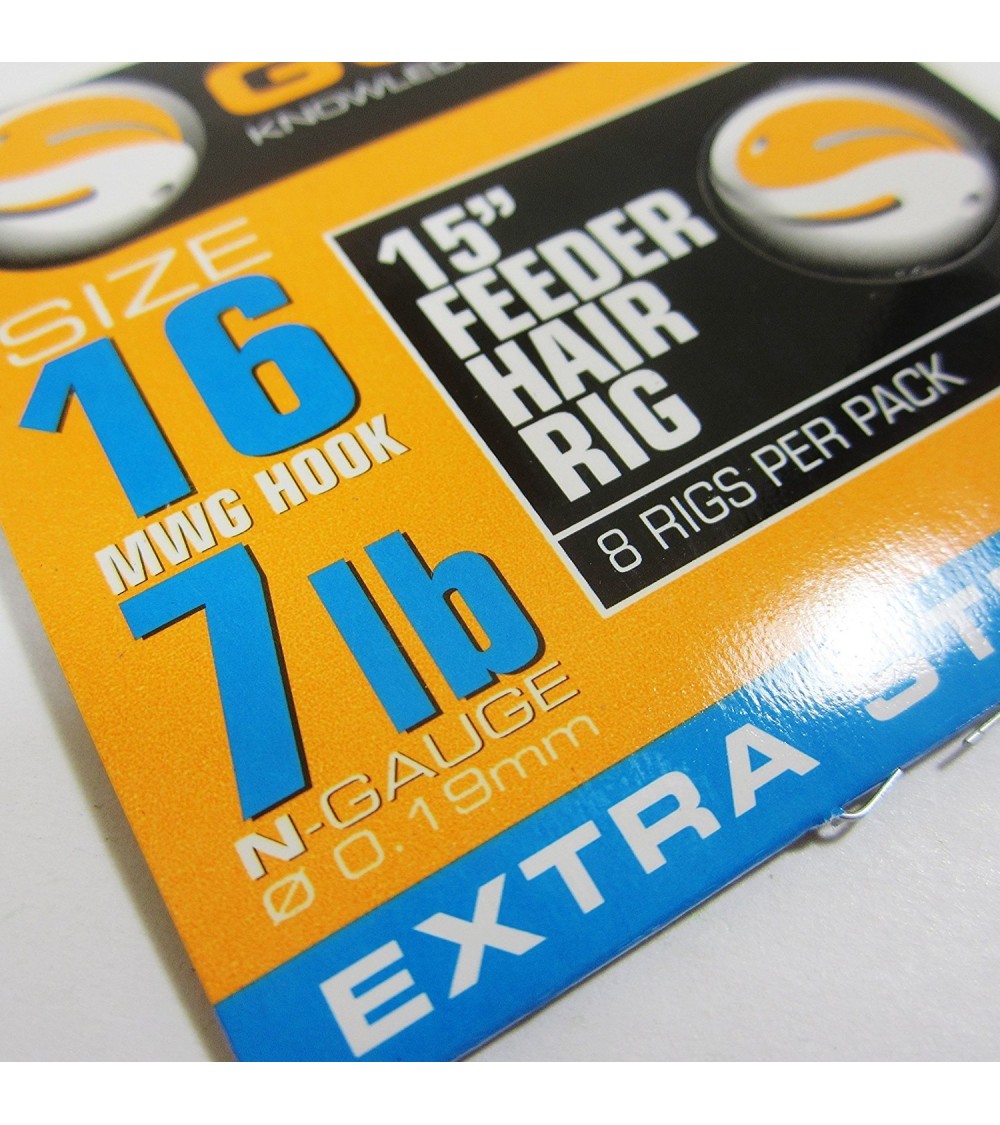 SIZE
16
MWG HOOK
7lb
N-GAUGE
Ø 0.19mm
15”
FEEDER
HAIR
RIG
8 RIGS PER PACK
EXTRA